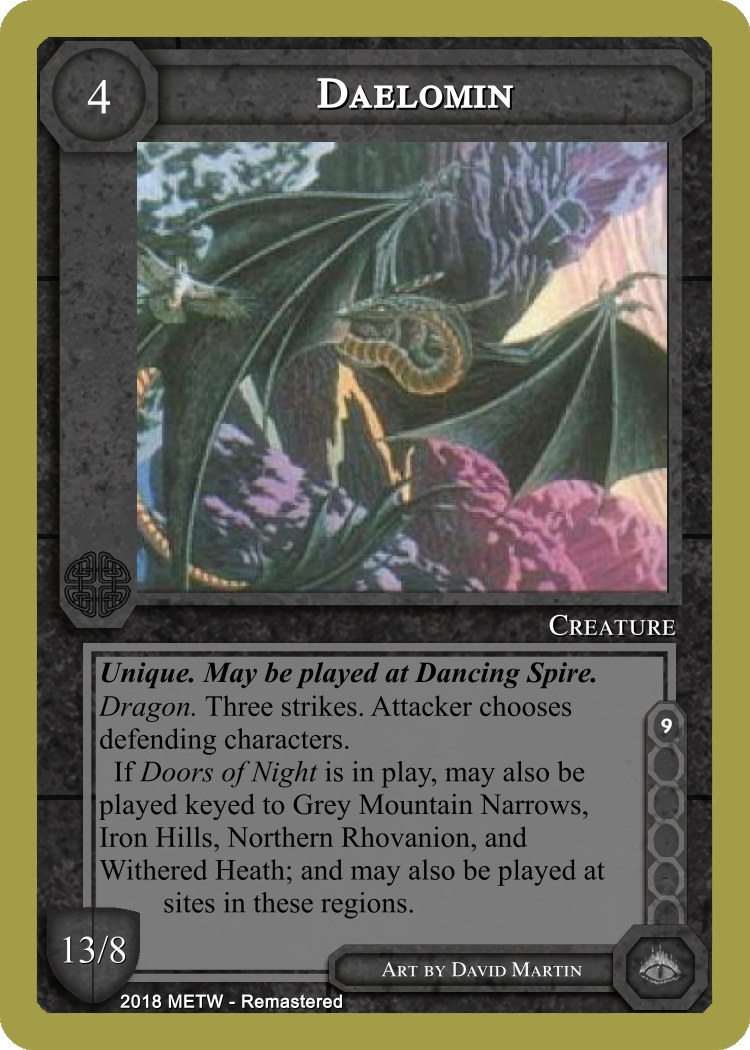 4
DAELOMIN
CREATURE
Unique. May be played at Dancing Spire.
Dragon. Three strikes. Attacker chooses
defending characters.
If Doors of Night is in play, may also be
played keyed to Grey Mountain Narrows,
Iron Hills, Northern Rhovanion, and
Withered Heath; and may also be played at
sites in these regions.
9
13/8
ART BY DAVID MARTIN
2018 METW - Remastered